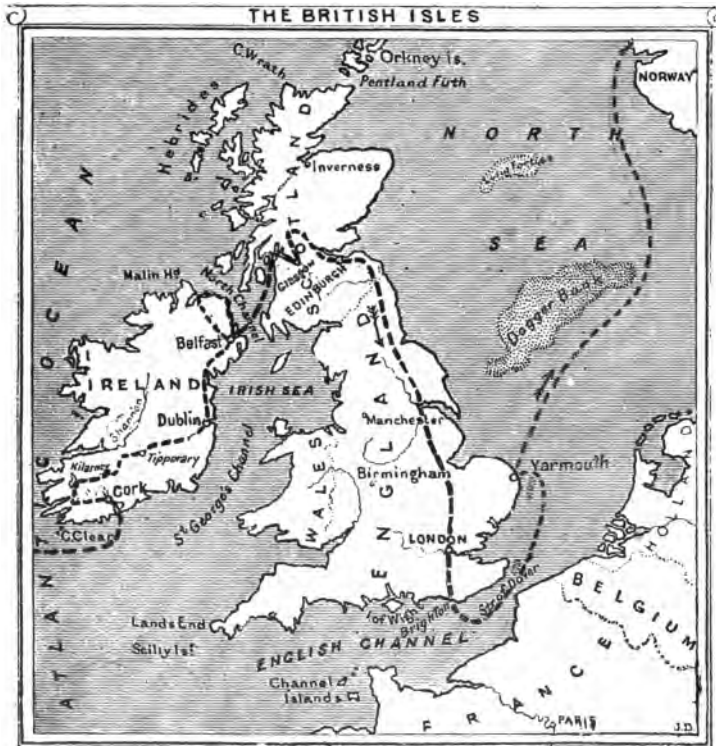 THE BRITISH ISLES
C. Wrath
Orkney Is.
Pentland Firth
NORWAY
Hebrides
NORTH
SEA
Inverness
SCOTLAND
Malin Hd
North Channel
Glasgow
EDINBURGH
Dogger Bank
Belfast
IRELAND
IRISH SEA
Shannon
Dublin
Manchester
ENGLAND
Killarney
Tipporary
Birmingham
Yarmouth
Cork
St George's Channel
WALES
C. Clear
LONDON
HOLLAND
ATLANTIC OCEAN
BELGIUM
I of Wight
Brighton
Str of Dover
Lands End
Scilly Is!
ENGLISH CHANNEL
Channel
Islands
FRANCE
PARIS
J.D.